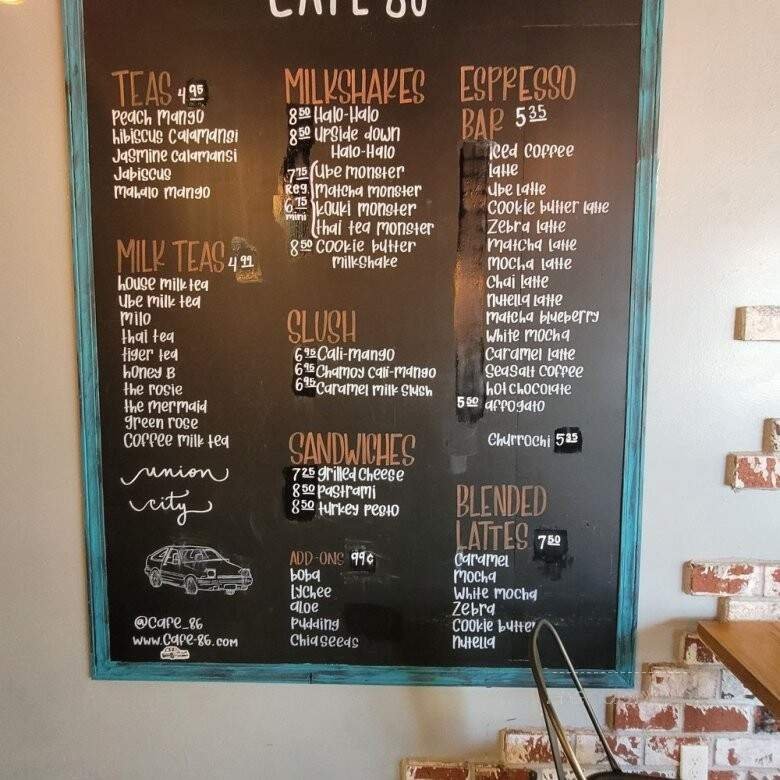 CAFE 86
TEAS 4 95
Peach Mango
hibiscus Calamansi
Jasmine Calamansi
Jabiscus
Mahalo Mango
MILK TEAS 4 99
house milk tea
Ube milk tea
Milo
thai tea
tiger tea
honey B
the rosie
the mermaid
green rose
Coffee milk tea
union
city
@Cafe_86
www.Cafe-86.com
MILKSHAKES
8 50 Halo-Halo
8 50 Upside down
Halo-Halo
7 75 Ube monster
Reg. Matcha monster
6 75 Kouki monster
mini thai tea monster
8 50 Cookie butter
milkshake
SLUSH
6 95 Cali-mango
6 95 Chamoy Cali-mango
6 95 Caramel milk slush
SANDWICHES
7 25 grilled Cheese
8 50 Pastrami
8 50 turkey pesto
ADD-ONS 99¢
boba
lychee
aloe
Pudding
Chia seeds
ESPRESSO
BAR 5 35
Iced Coffee
latte
Ube latte
Cookie butter latte
Zebra latte
Matcha latte
Mocha latte
Chai latte
Nutella latte
Matcha blueberry
White Mocha
Caramel latte
Seasalt Coffee
hot Chocolate
5 50 affogato
Churrochi 5 35
BLENDED
LATTES 7 50
Caramel
Mocha
White mocha
Zebra
Cookie butter
Nutella